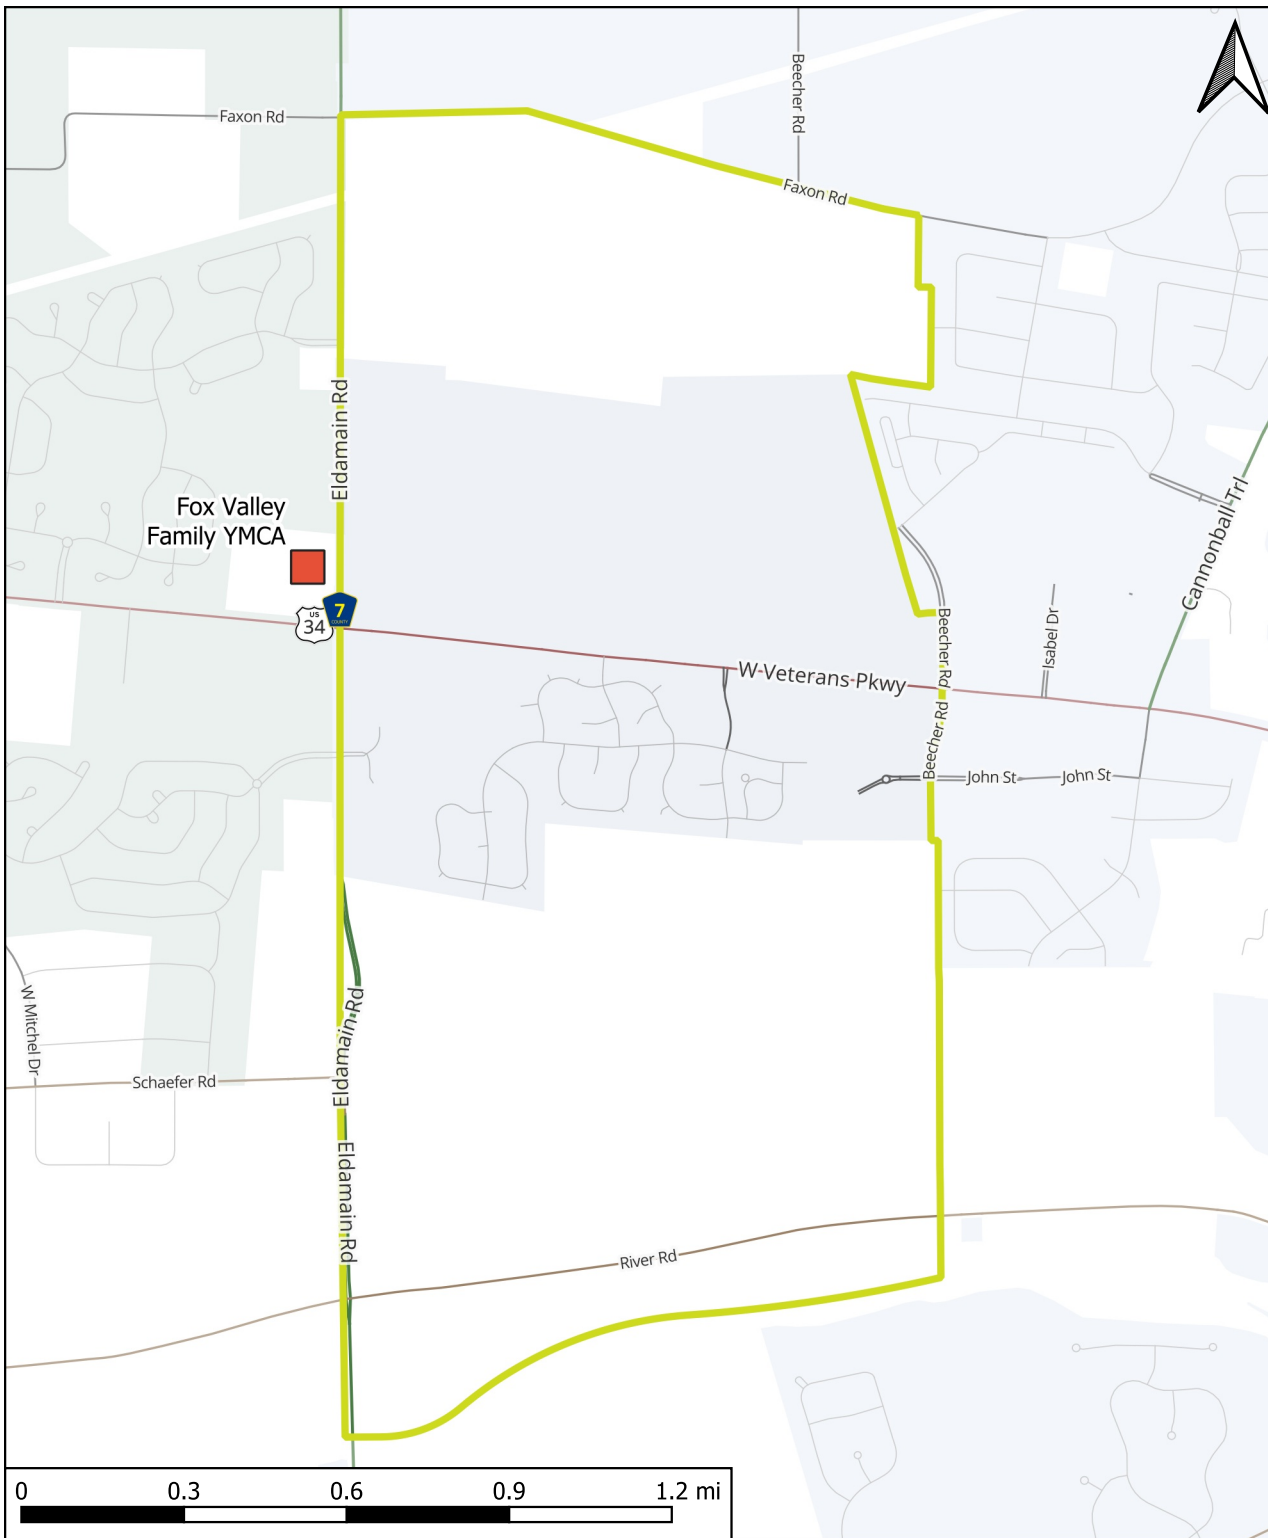 Beecher Rd
Faxon Rd
Faxon Rd
Eldamain Rd
Cannonball Trl
Fox Valley
Family YMCA
7
COUNTY
US
34
Beecher Rd
Isabel Dr
W Veterans Pkwy
Beecher Rd
John St
John St
Eldamain Rd
W Mitchel Dr
Schaefer Rd
Eldamain Rd
River Rd
0 0.3 0.6 0.9 1.2 mi